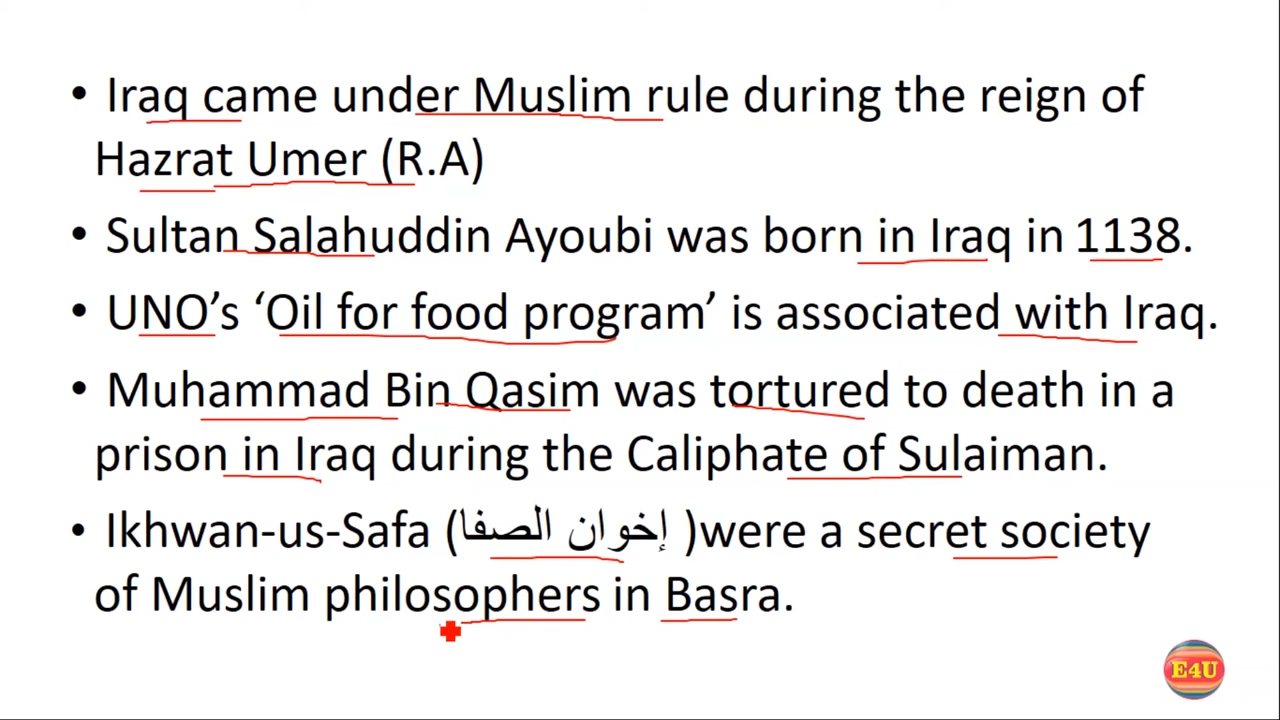 • Iraq came under Muslim rule during the reign of
Hazrat Umer (R.A)
• Sultan Salahuddin Ayoubi was born in Iraq in 1138.
• UNO’s ‘Oil for food program’ is associated with Iraq.
• Muhammad Bin Qasim was tortured to death in a
prison in Iraq during the Caliphate of Sulaiman.
• Ikhwan-us-Safa (إخوان الصفا )were a secret society
of Muslim philosophers in Basra.
E4U